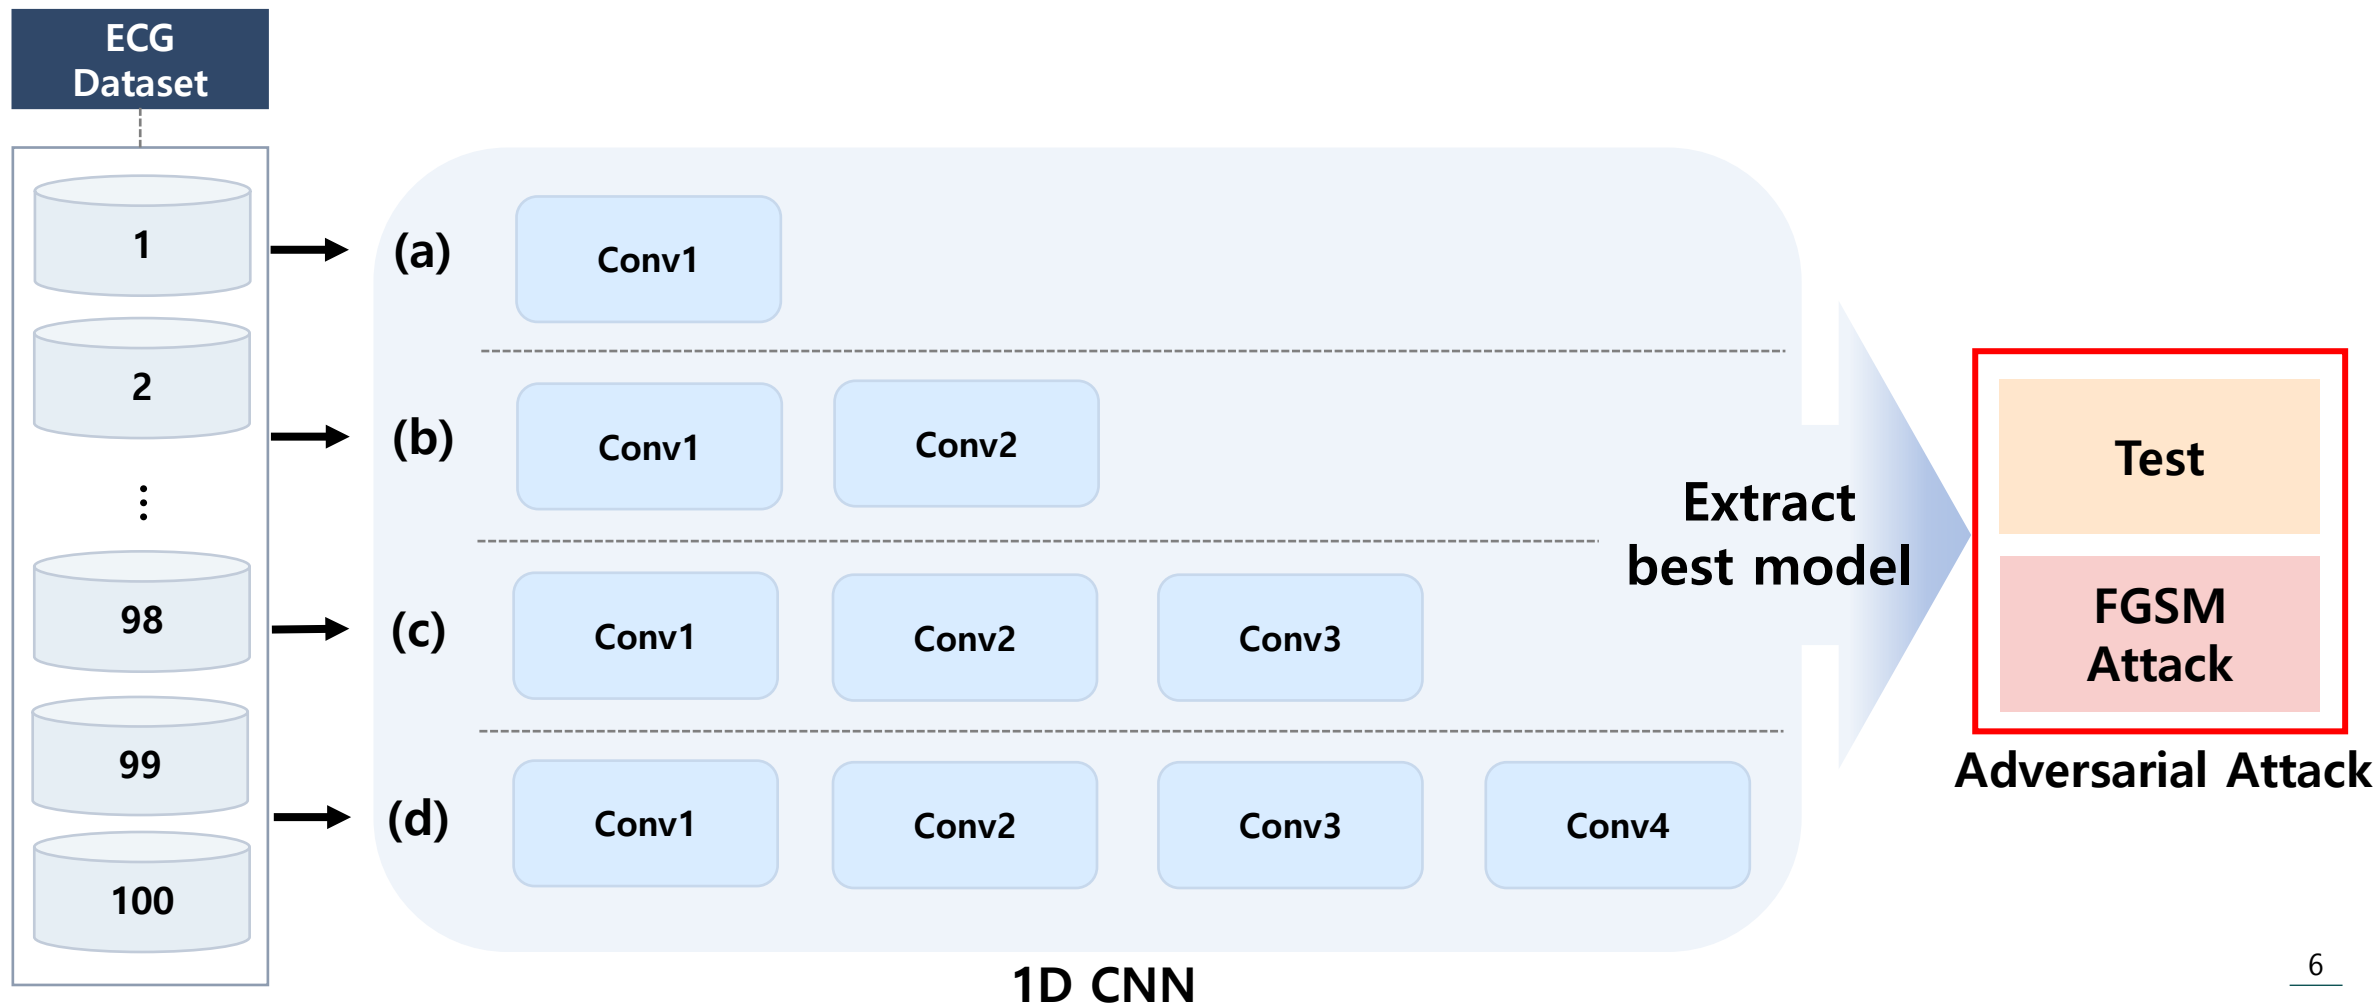 ECG
Dataset
1
2
⋮
98
99
100
(a)
Conv1
(b)
Conv1
Conv2
(c)
Conv1
Conv2
Conv3
(d)
Conv1
Conv2
Conv3
Conv4
1D CNN
Extract
best model
Test
FGSM
Attack
Adversarial Attack
6